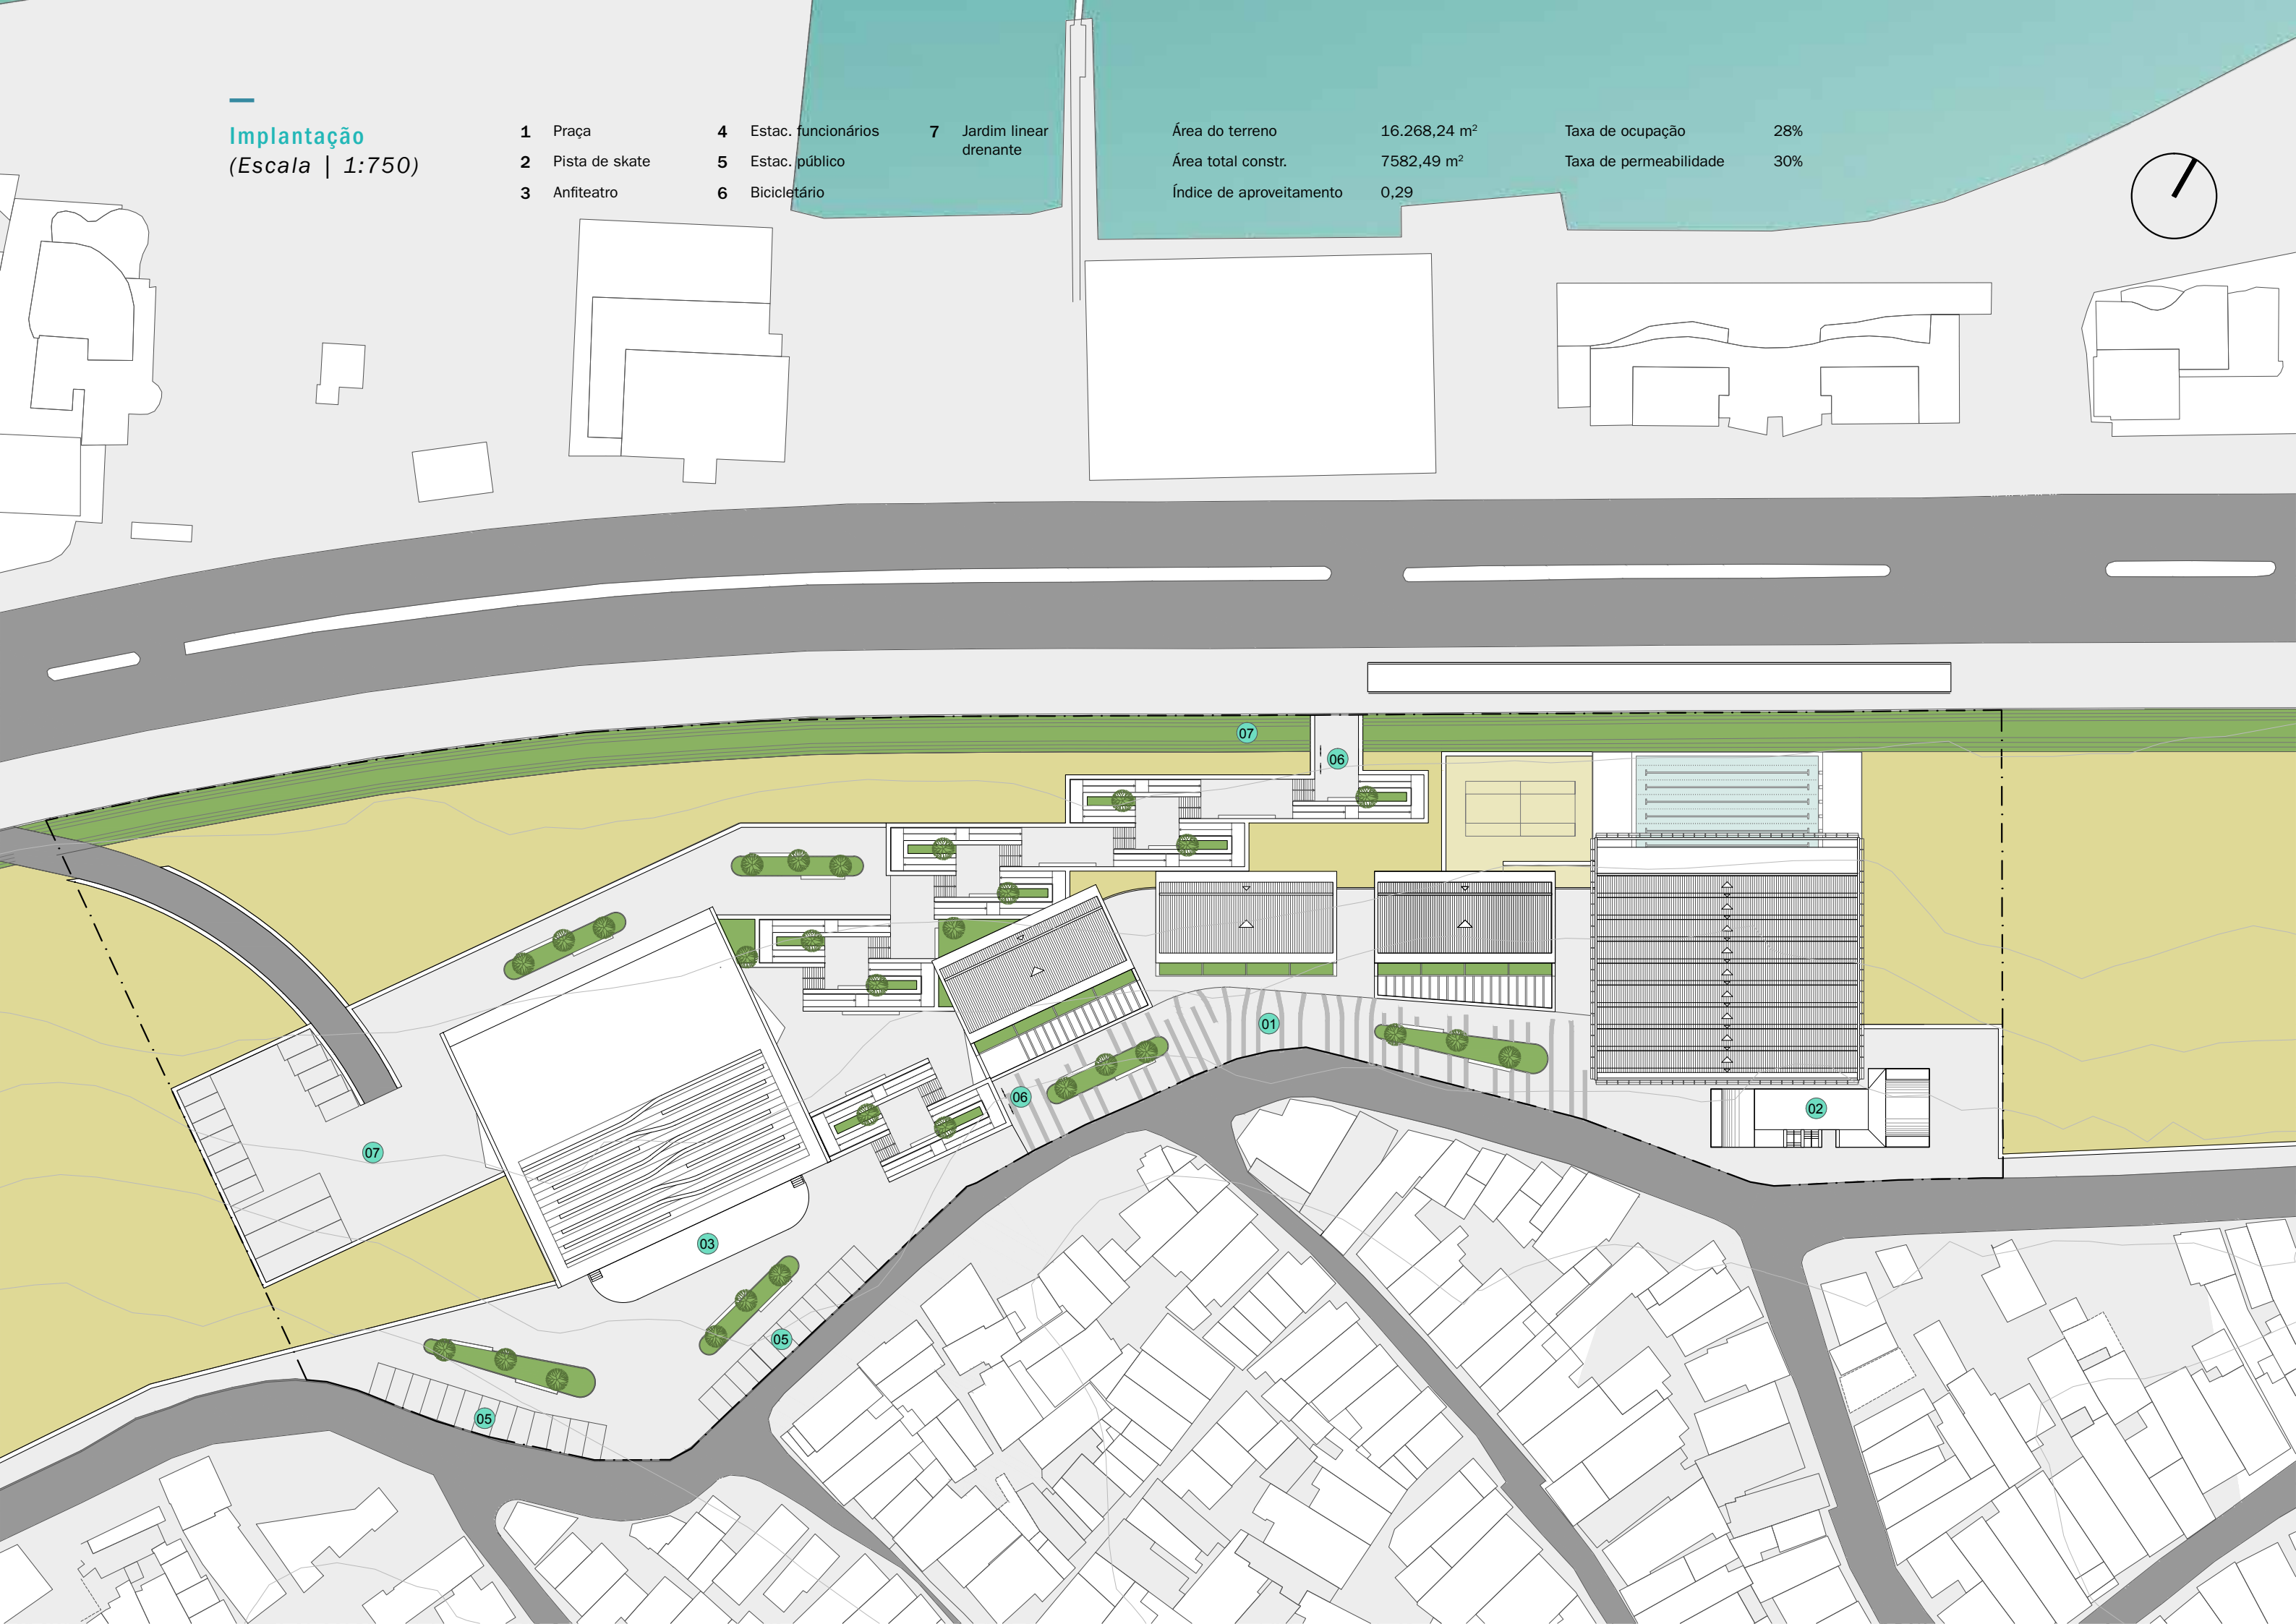 Implantação
(Escala | 1:750)
1 Praça
2 Pista de skate
3 Anfiteatro
4 Estac. funcionários
5 Estac. público
6 Bicicletário
7 Jardim linear
drenante
Área do terreno 16.268,24 m²
Área total constr. 7582,49 m²
Índice de aproveitamento 0,29
Taxa de ocupação 28%
Taxa de permeabilidade 30%
07
06
01
06
02
07
03
05
05